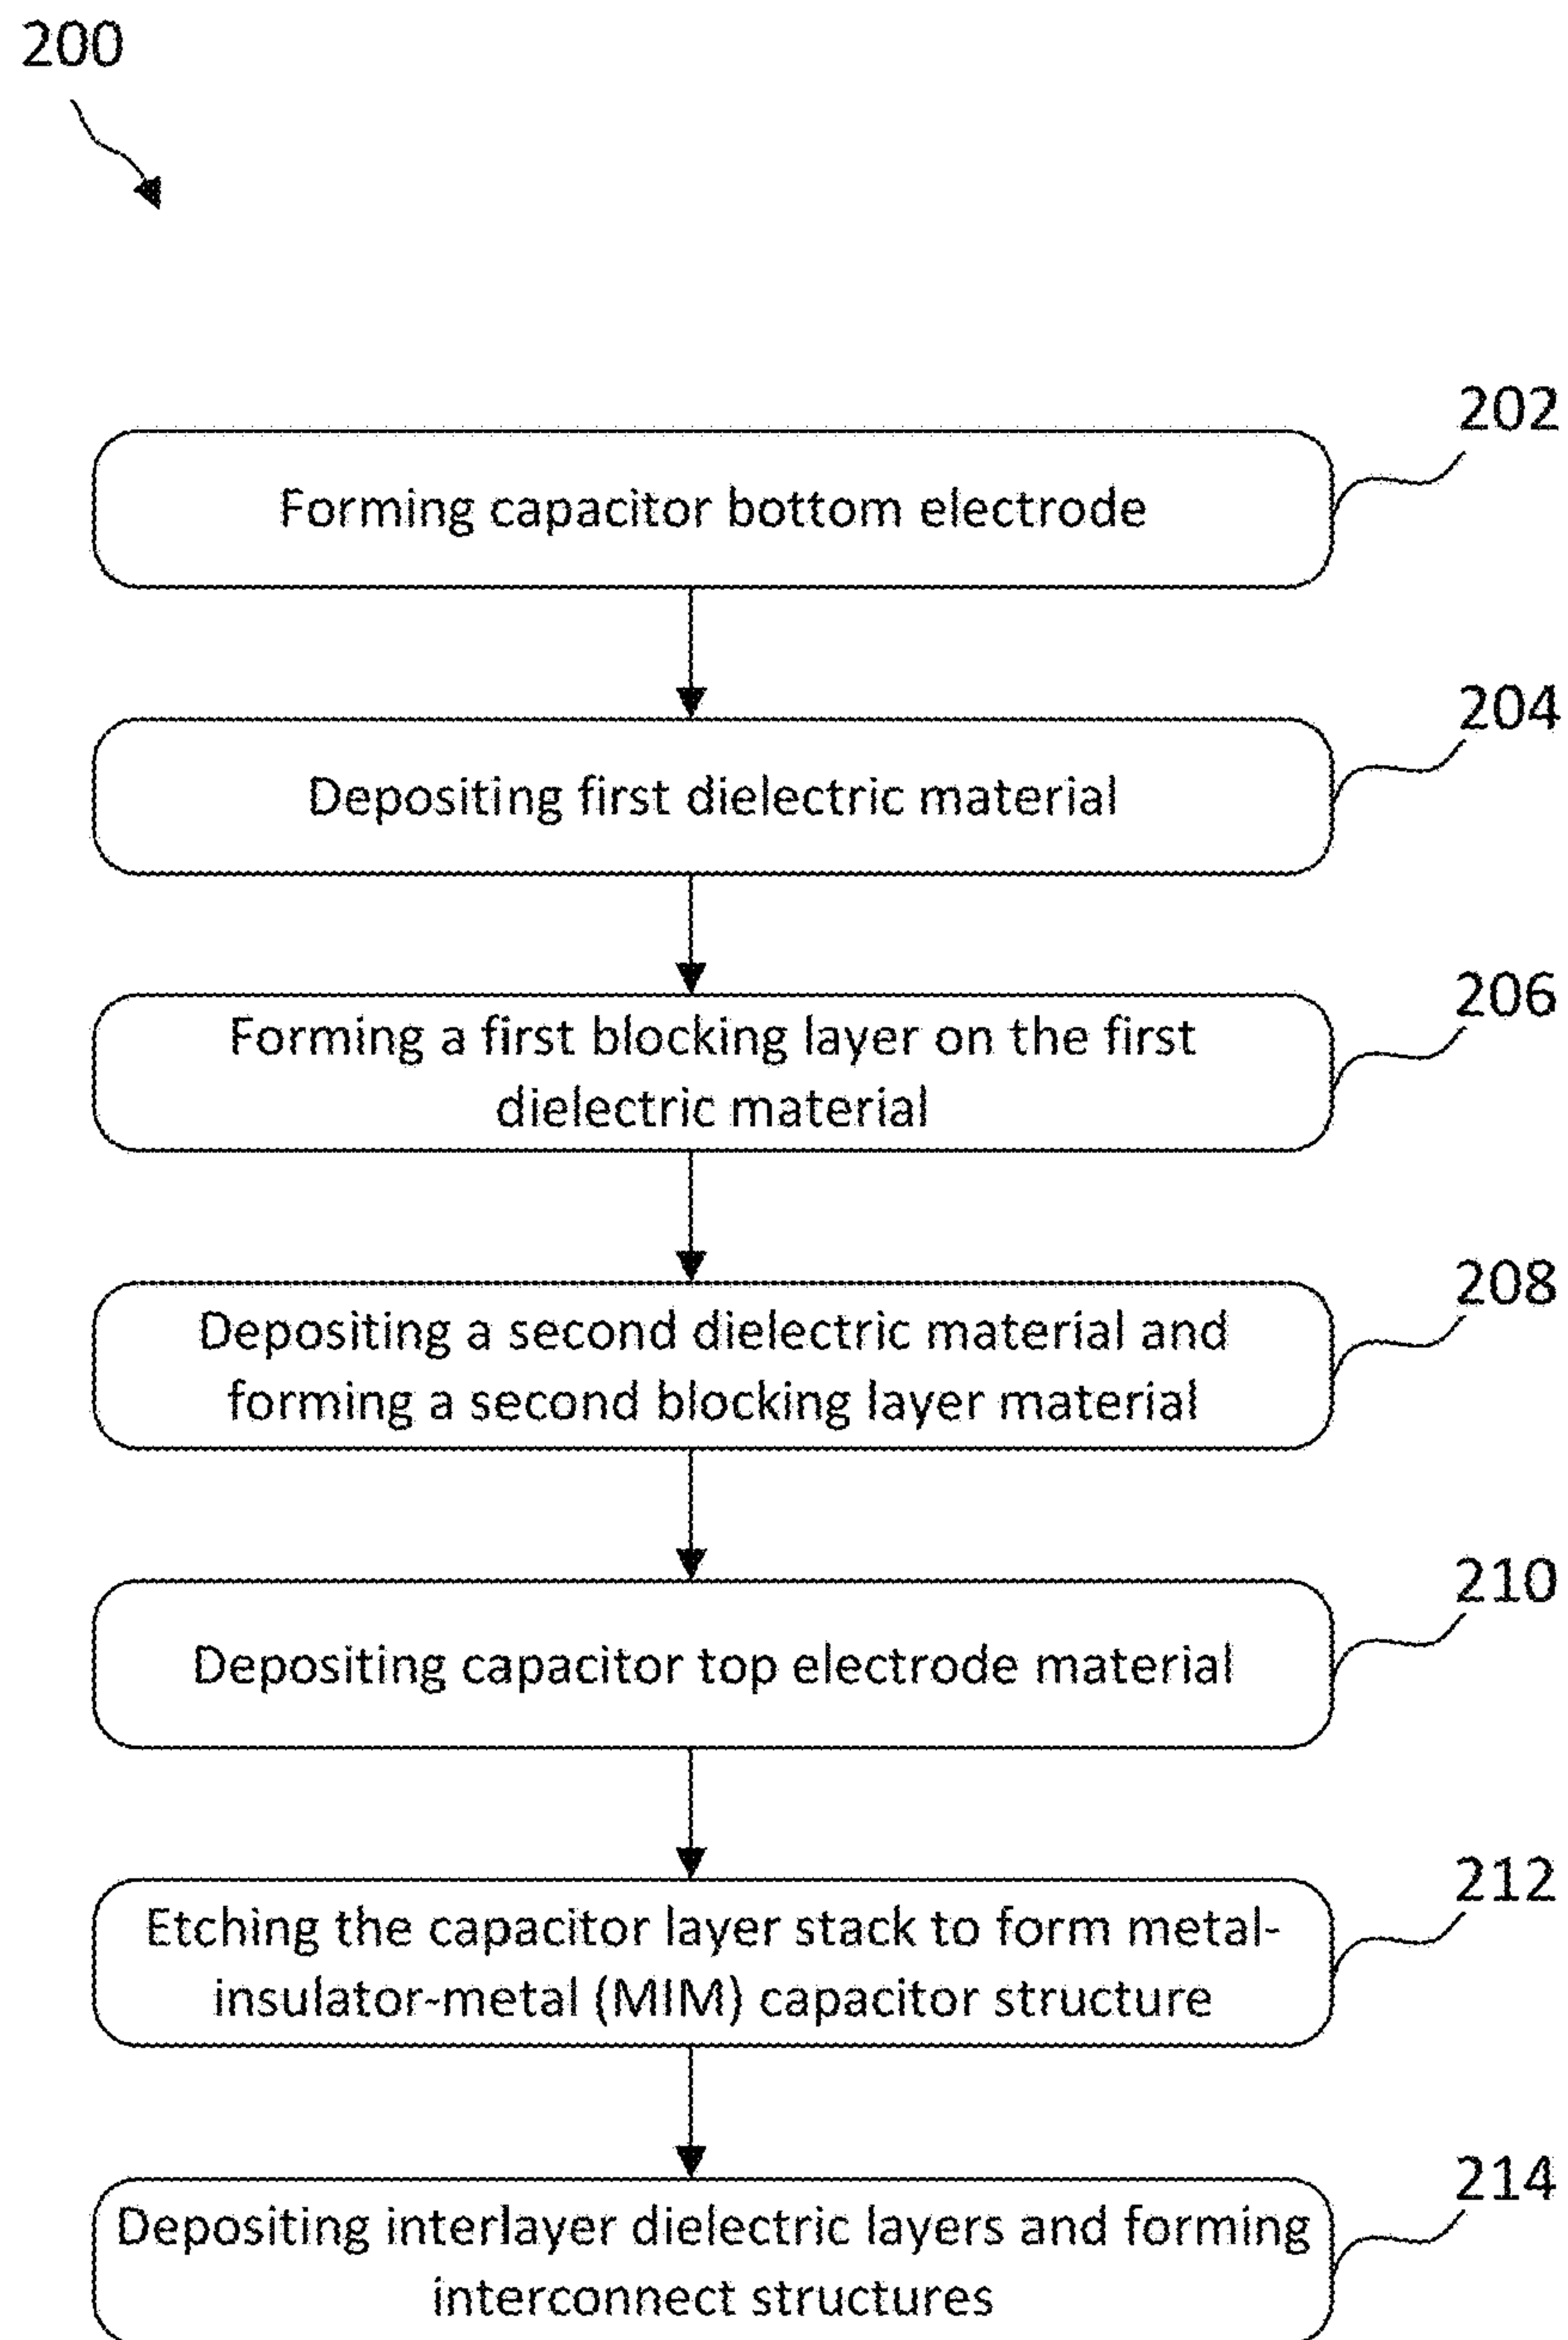 200
202
Forming capacitor bottom electrode
204
Depositing first dielectric material
206
Forming a first blocking layer on the first
dielectric material
208
Depositing a second dielectric material and
forming a second blocking layer material
210
Depositing capacitor top electrode material
212
Etching the capacitor layer stack to form metal-
insulator-metal (MIM) capacitor structure
214
Depositing interlayer dielectric layers and forming
interconnect structures